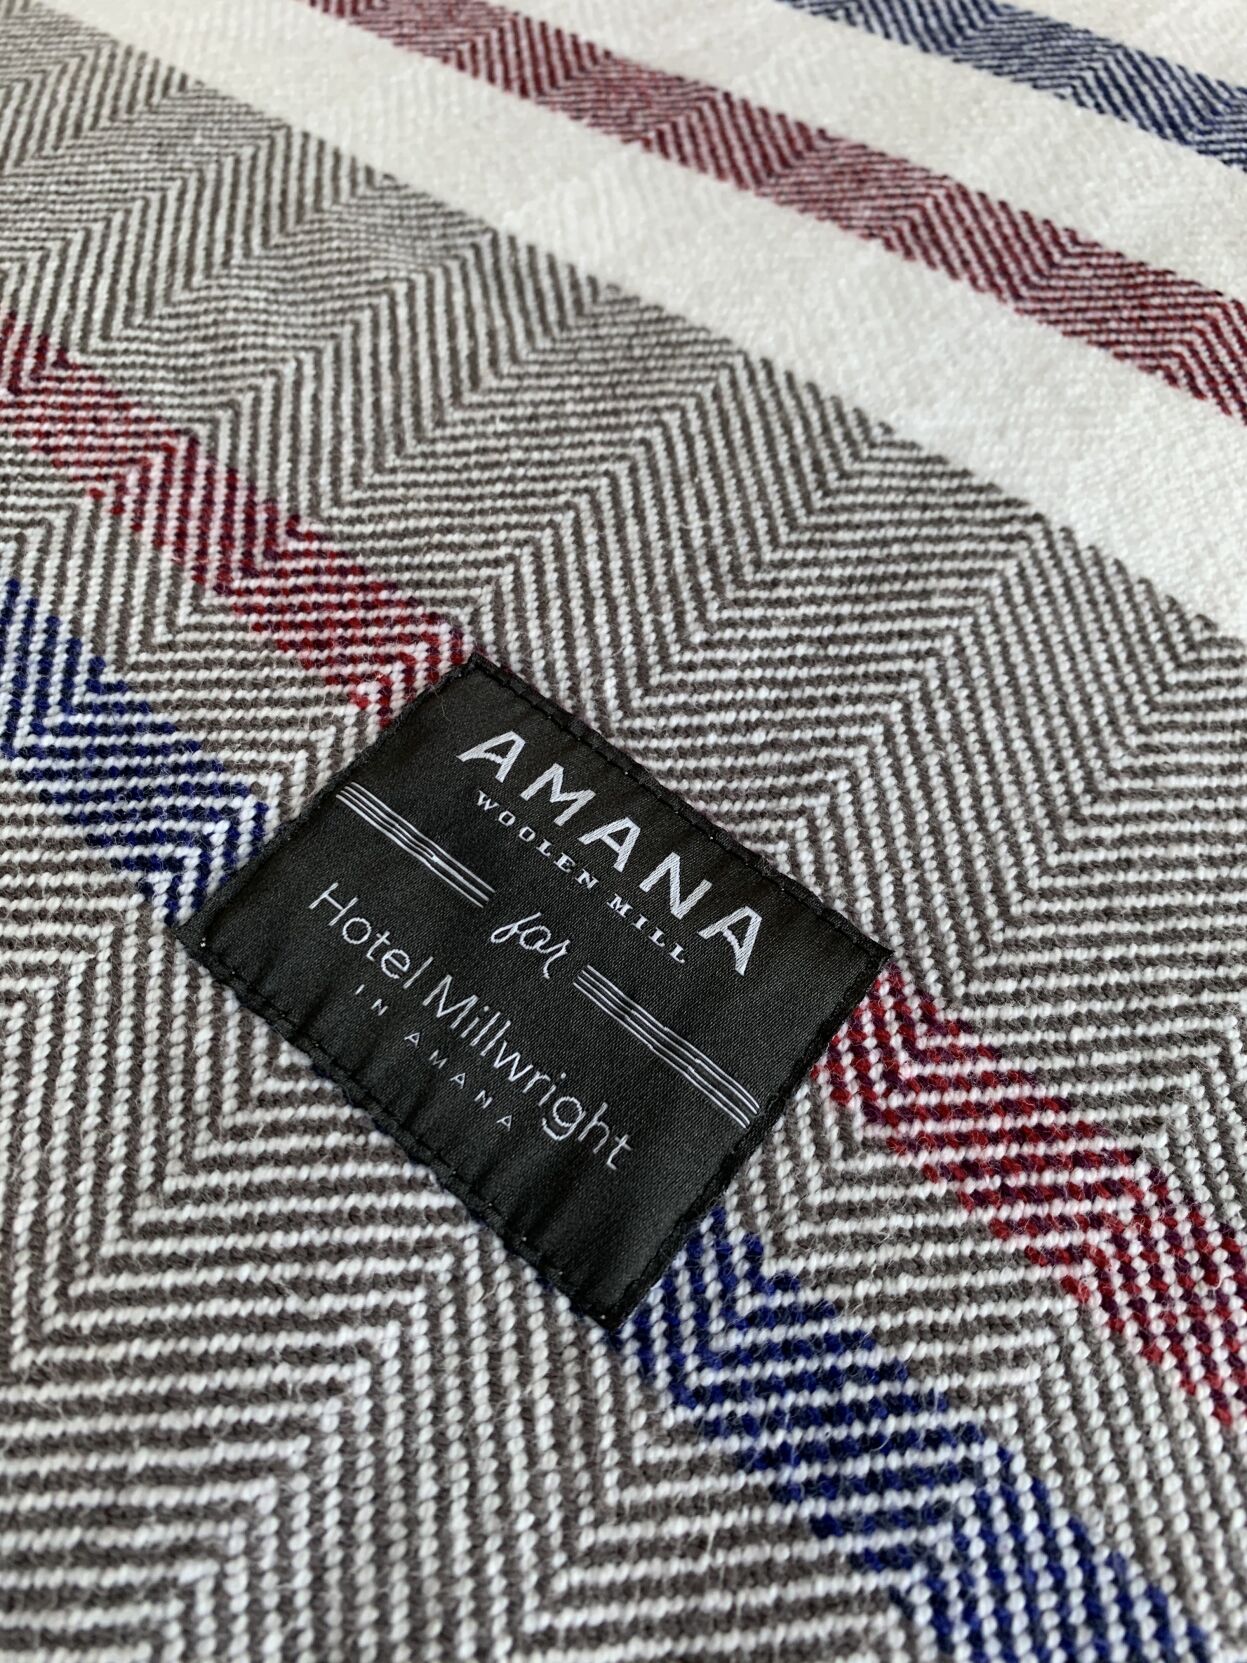 AMANA
WOOLEN MILL
for
Hotel Millwright
IN AMANA